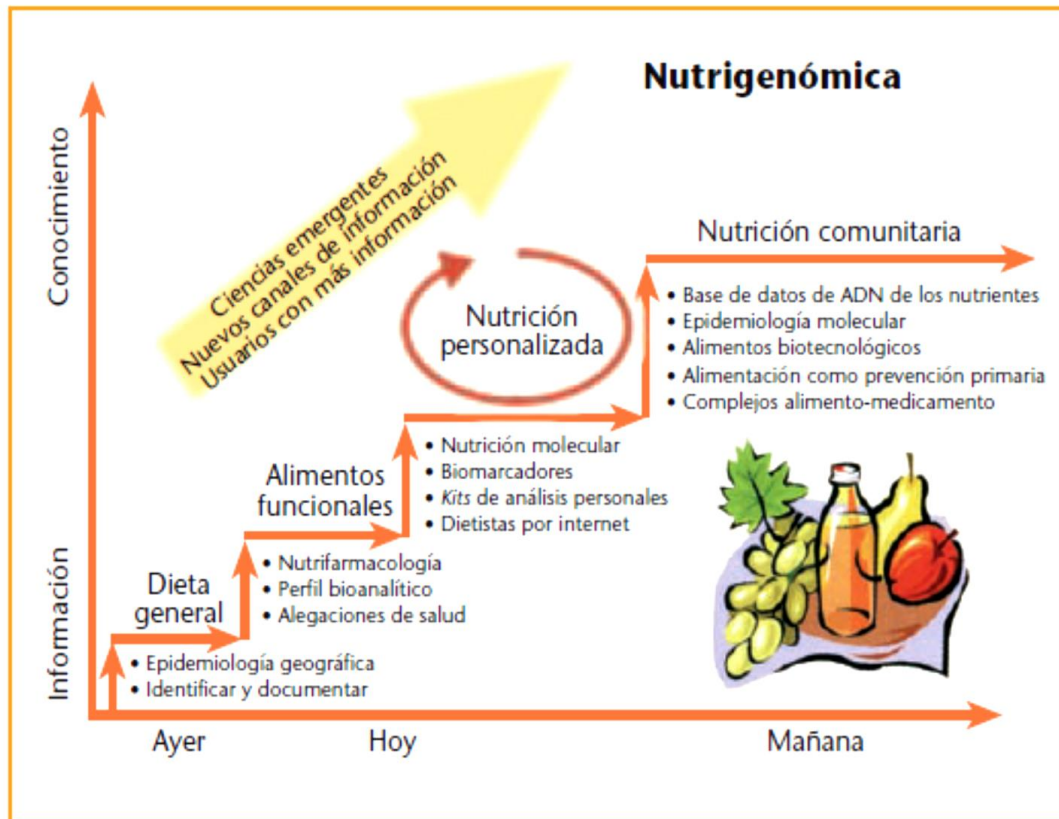 Nutrigenómica
Conocimiento
Información
Ciencias emergentes
Nuevos canales de información
Usuarios con más información
Nutrición comunitaria
• Base de datos de ADN de los nutrientes
• Epidemiología molecular
• Alimentos biotecnológicos
• Alimentación como prevención primaria
• Complejos alimento-medicamento
Nutrición
personalizada
• Nutrición molecular
• Biomarcadores
• Kits de análisis personales
• Dietistas por internet
Alimentos
funcionales
• Nutrifarmacología
• Perfil bioanalítico
• Alegaciones de salud
Dieta
general
• Epidemiología geográfica
• Identificar y documentar
Ayer
Hoy
Mañana